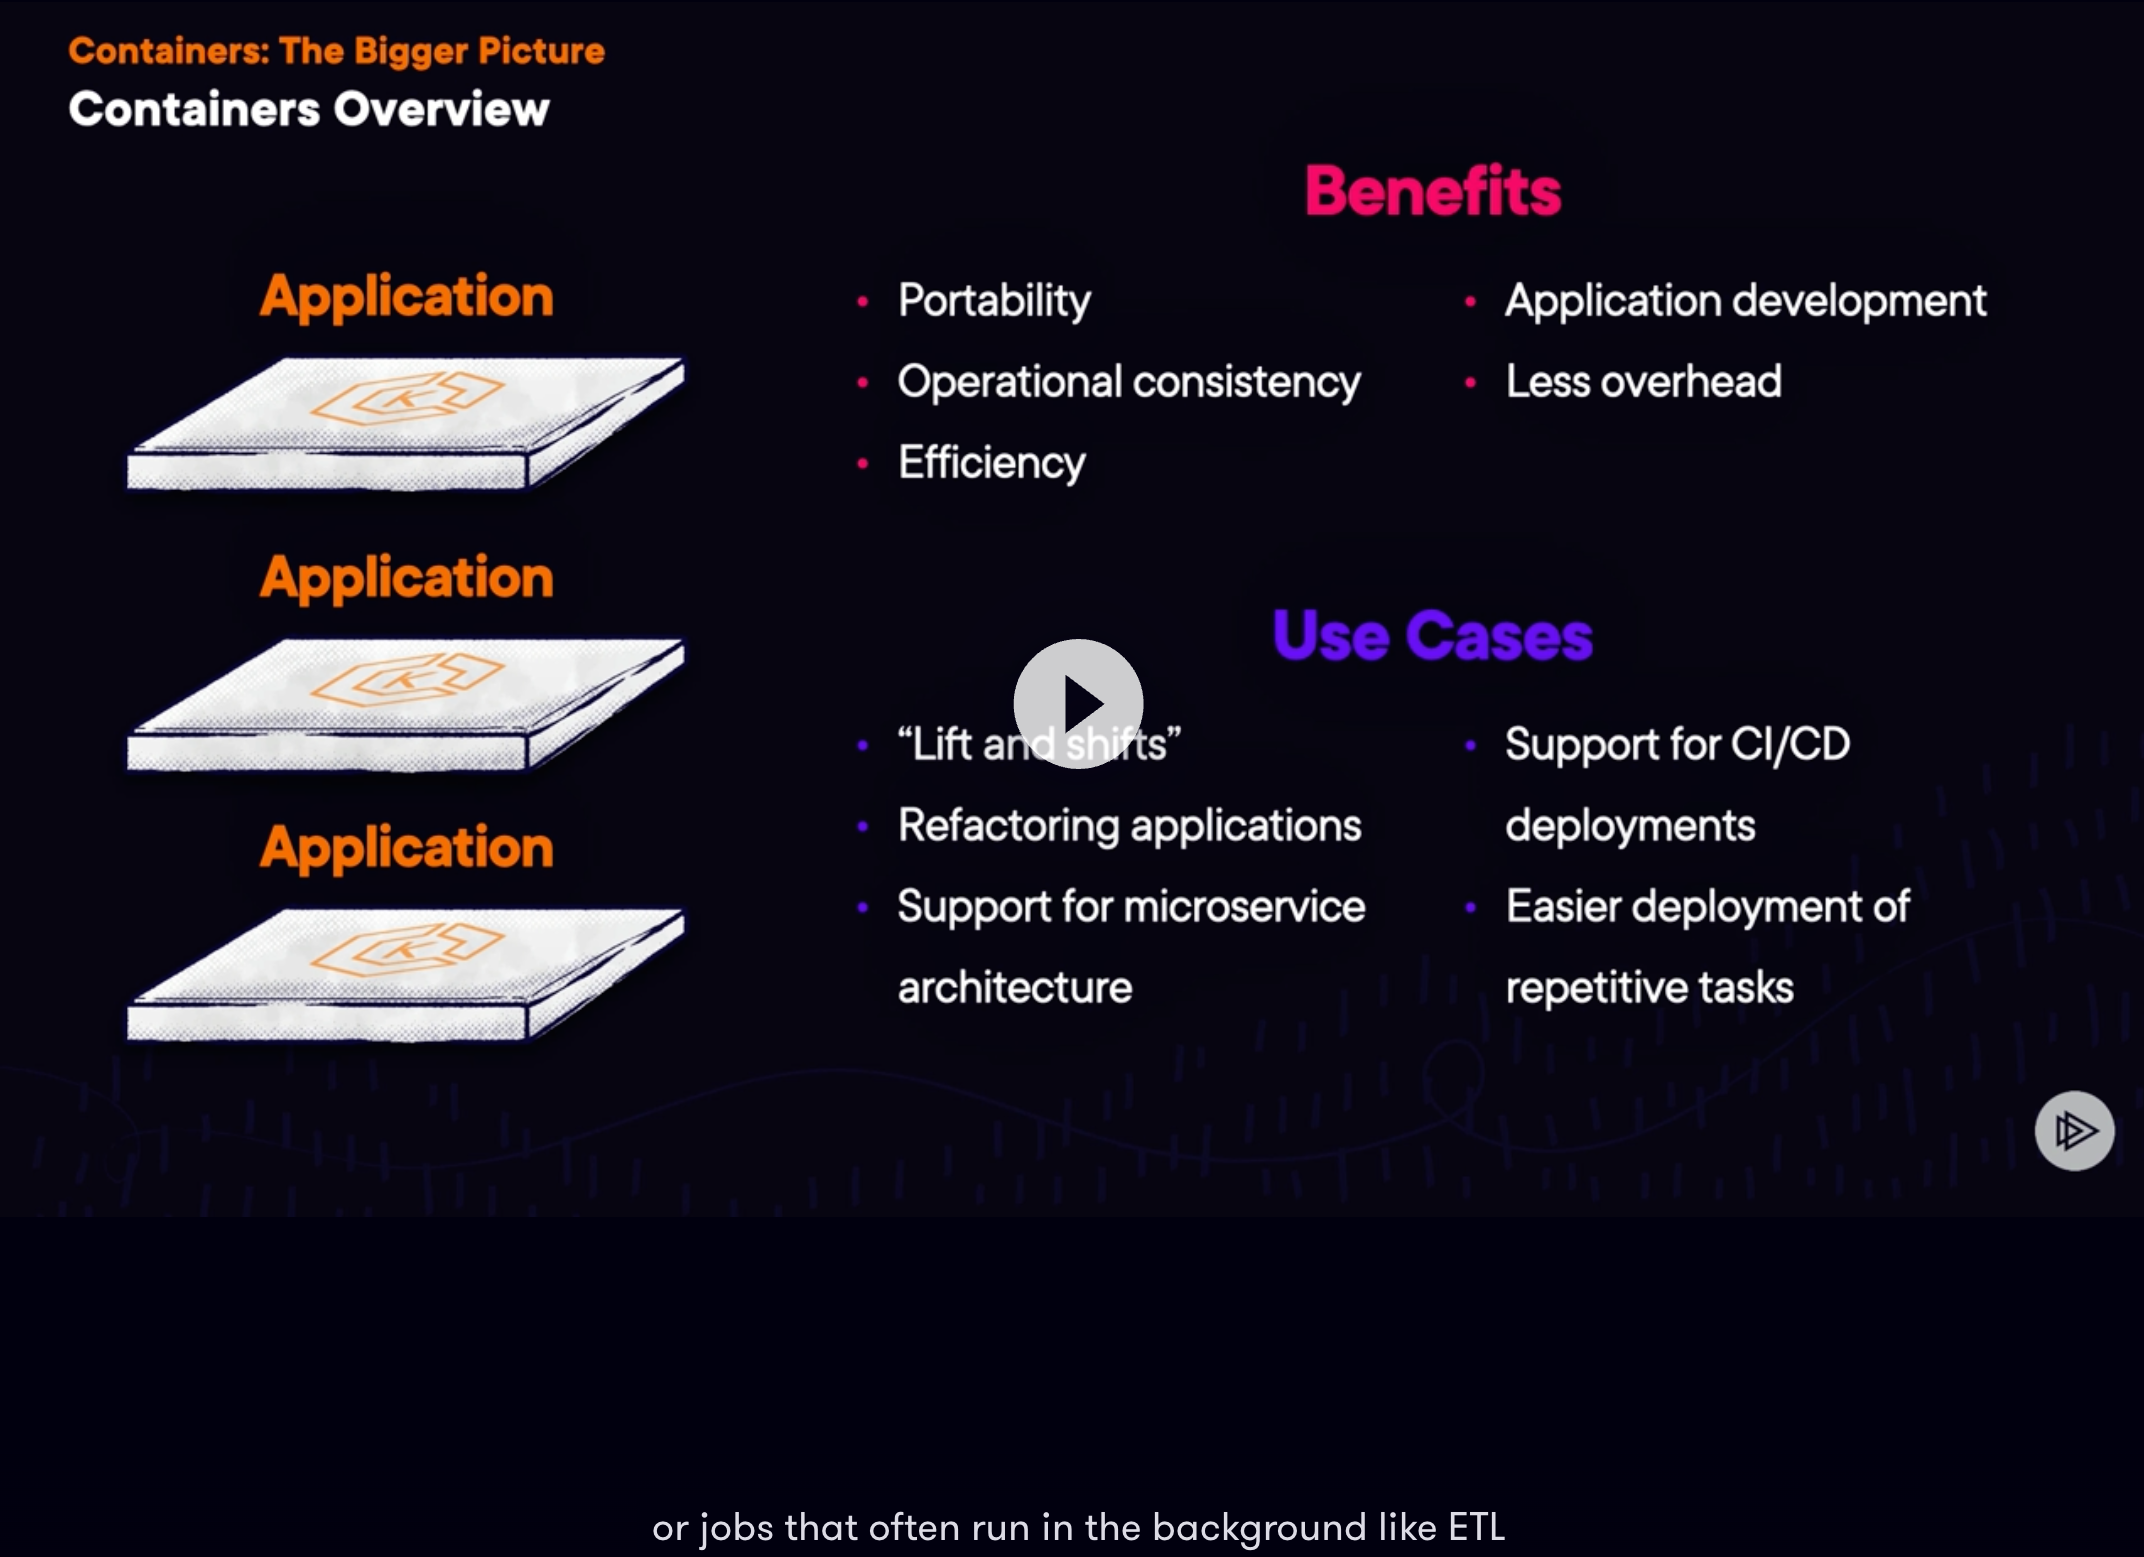 Containers: The Bigger Picture
Containers Overview
Application
Application
Application
Benefits
Portability
Operational consistency
Efficiency
Application development
Less overhead
Use Cases
“Lift and shifts”
Refactoring applications
Support for microservice
architecture
Support for CI/CD
deployments
Easier deployment of
repetitive tasks
or jobs that often run in the background like ETL